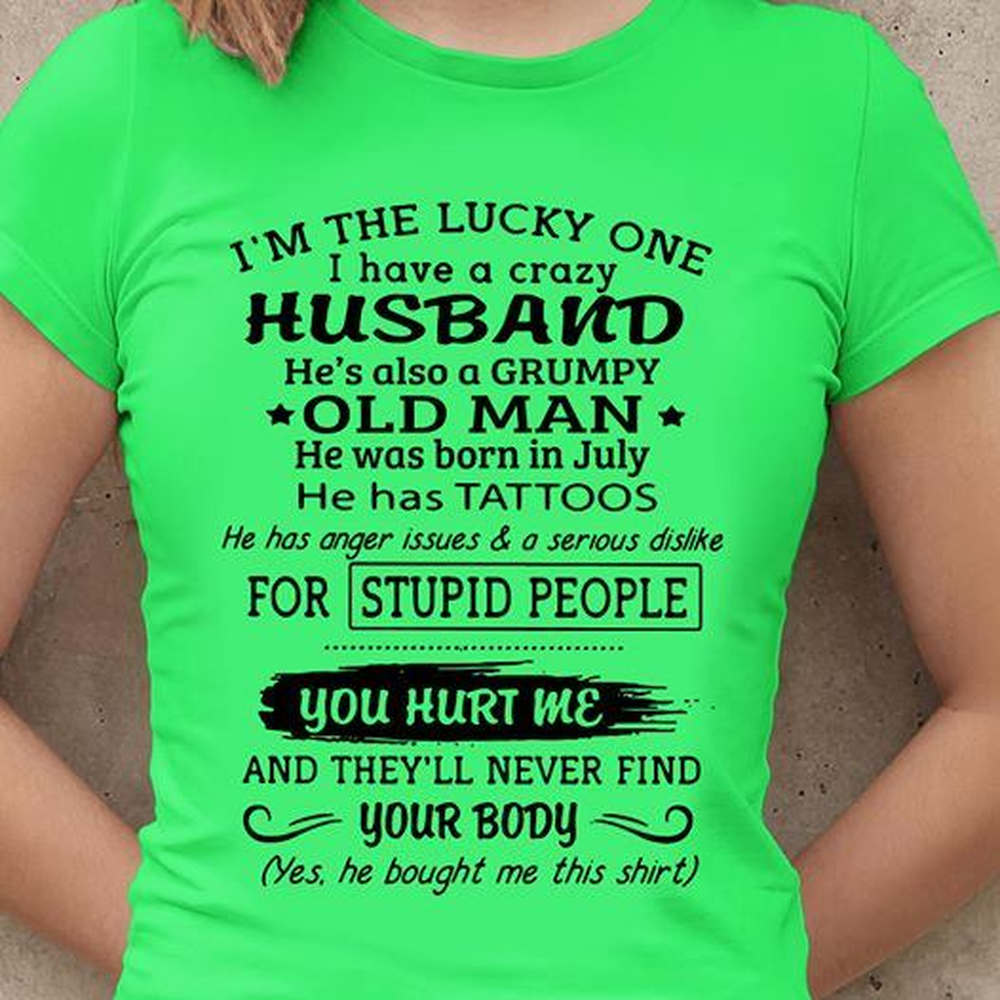 I'M THE LUCKY ONE
I have a crazy
HUSBAND
He's also a GRUMPY
OLD MAN
He was born in July
He has TATTOOS
He has anger issues & a serious dislike
FOR STUPID PEOPLE
YOU HURT ME
AND THEY'LL NEVER FIND
YOUR BODY
(Yes, he bought me this shirt)